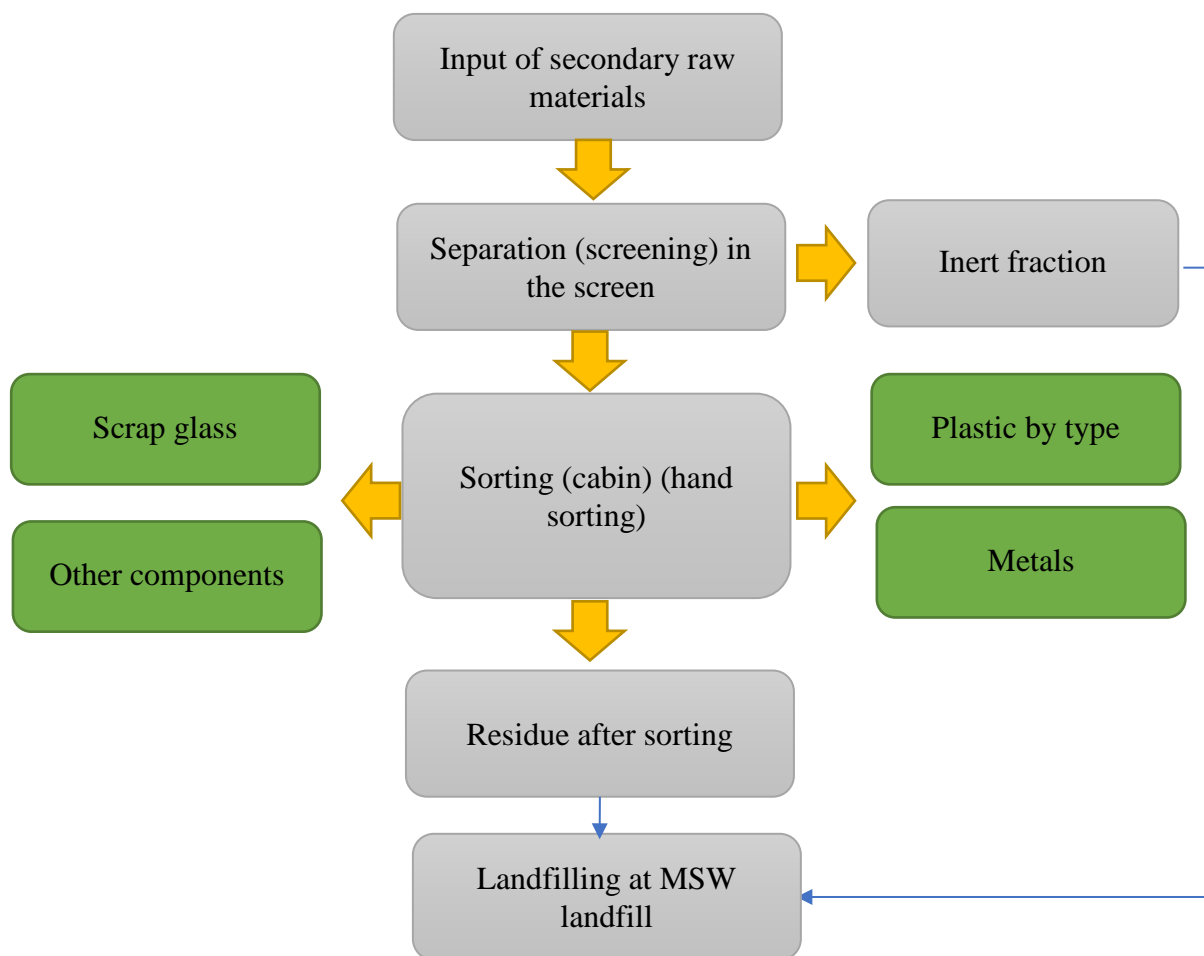 Input of secondary raw
materials
Separation (screening) in
the screen
Inert fraction
Scrap glass
Plastic by type
Sorting (cabin) (hand
sorting)
Other components
Metals
Residue after sorting
Landfilling at MSW
landfill